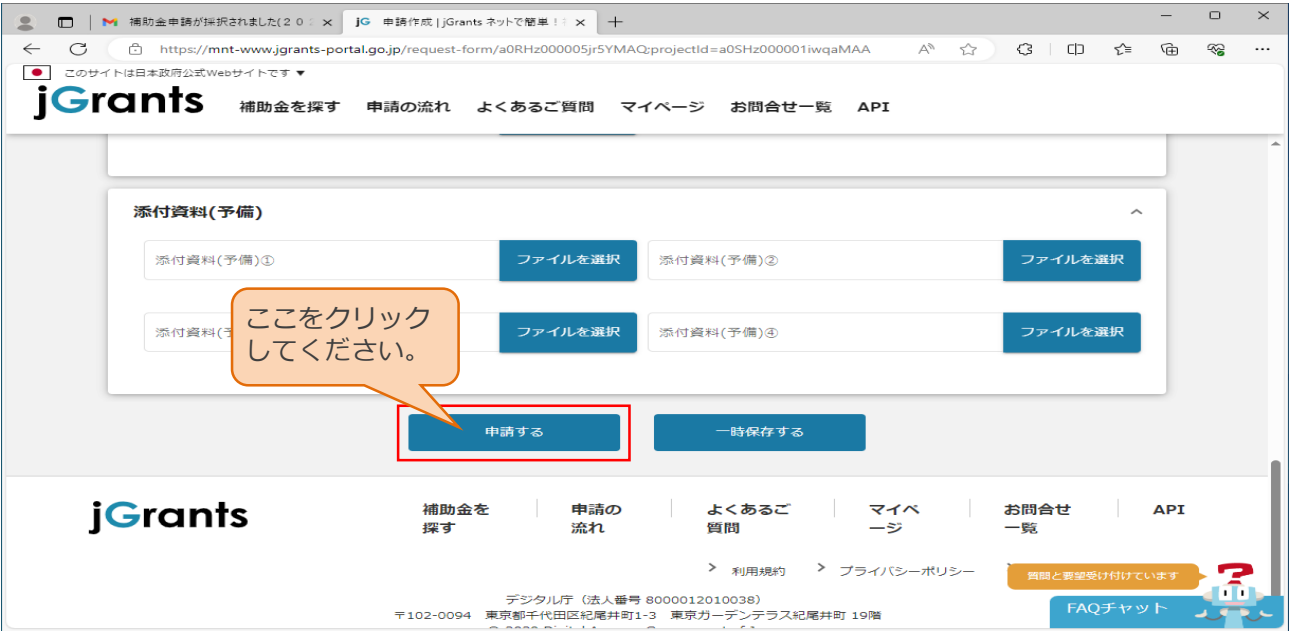 補助金申請が採択されました(20
jG 申請作成 | jGrants ネットで簡単!
https://mnt-www.jgrants-portal.go.jp/request-form/a0RHz000005jr5YMAQ;projectId=a0SHz000001iwqaMAA
このサイトは日本政府公式Webサイトです ▼
jGrants
補助金を探す 申請の流れ よくあるご質問 マイページ お問合せ一覧 API
添付資料(予備)
添付資料(予備)① ファイルを選択 添付資料(予備)② ファイルを選択
添付資料(予 ファイルを選択 添付資料(予備)④ ファイルを選択
ここをクリック
してください。
申請する 一時保存する
jGrants
補助金を
探す
申請の
流れ
よくあるご
質問
マイペ
ージ
お問合せ
一覧
API
> 利用規約 > プライバシーポリシー
質問と要望受け付けています
FAQチャット
デジタル庁(法人番号 8000012010038)
〒102-0094 東京都千代田区紀尾井町1-3 東京ガーデンテラス紀尾井町 19階